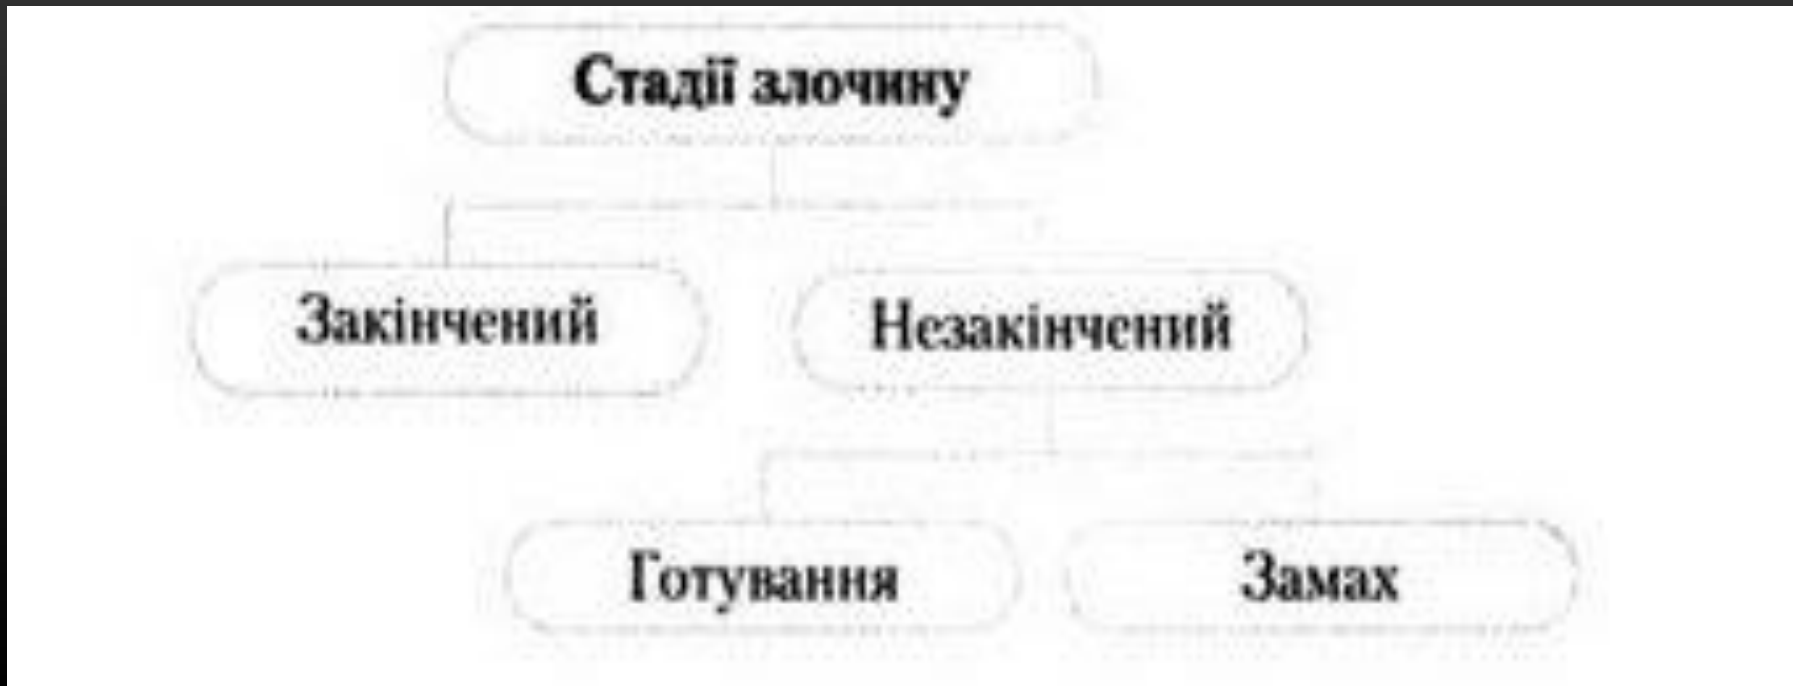 Стадії злочину
Закінчений
Незакінчений
Готування
Замах